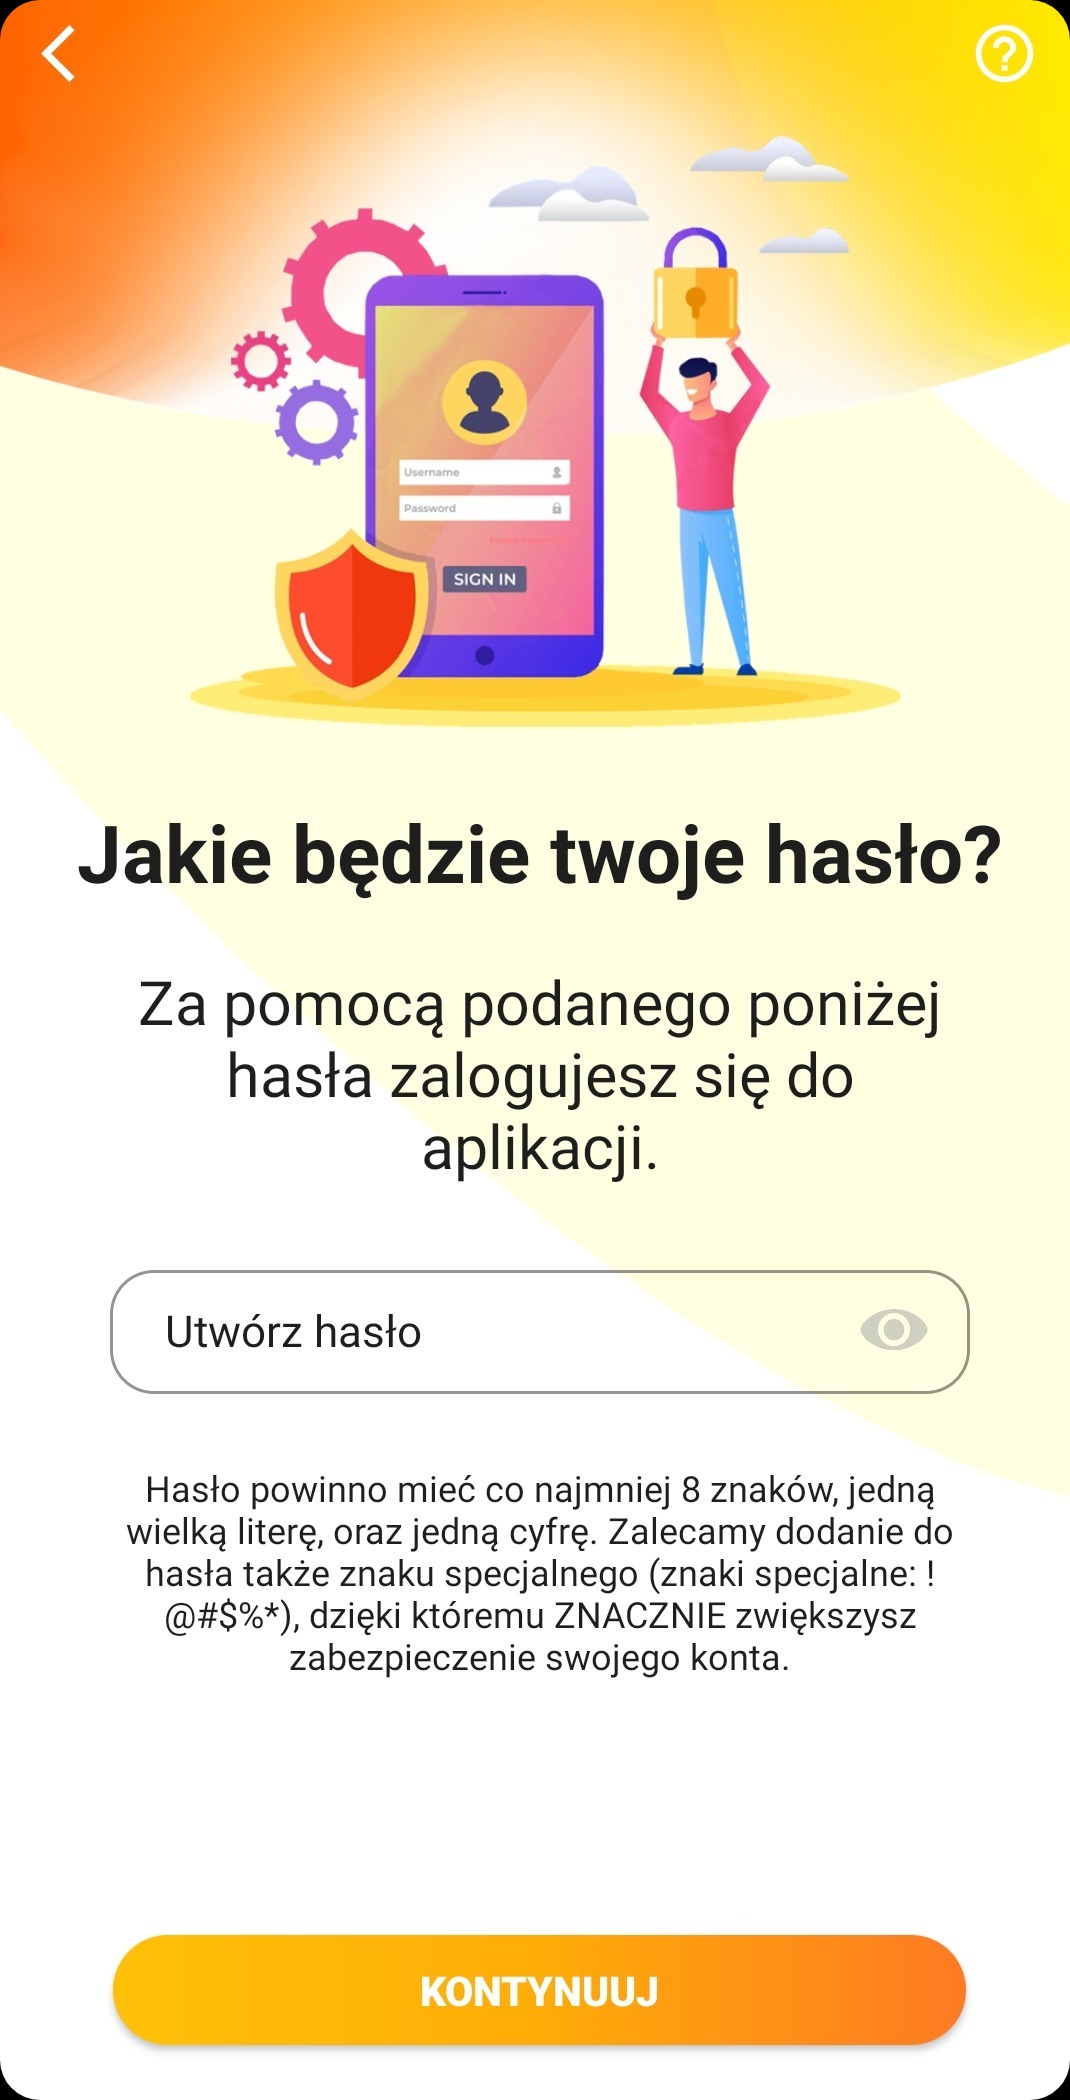 Username
Password
Forgot Password?
SIGN IN
Jakie będzie twoje hasło?
Za pomocą podanego poniżej
hasła zalogujesz się do
aplikacji.
Utwórz hasło
Hasło powinno mieć co najmniej 8 znaków, jedną
wielką literę, oraz jedną cyfrę. Zalecamy dodanie do
hasła także znaku specjalnego (znaki specjalne: !
@#$%*), dzięki któremu ZNACZNIE zwiększysz
zabezpieczenie swojego konta.
KONTYNUUJ